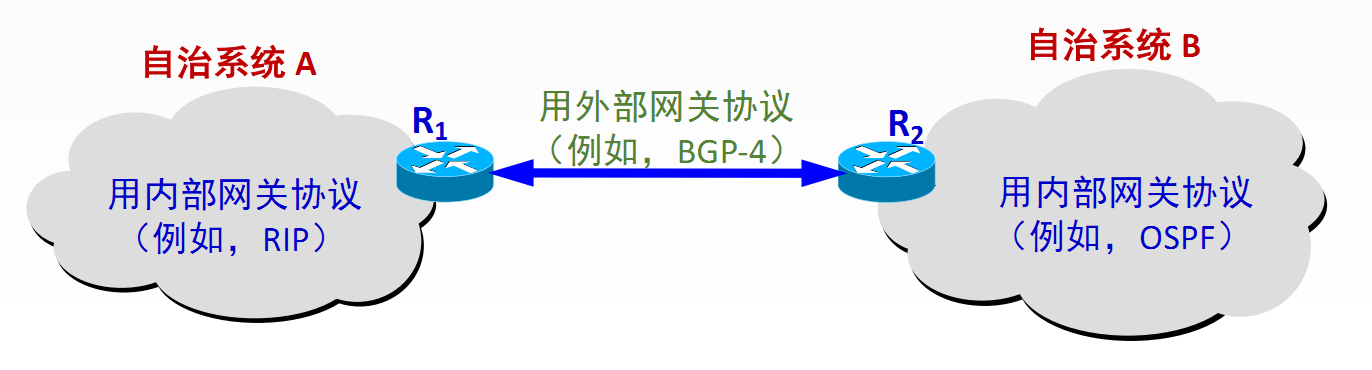 自治系统 A
自治系统 B
R1
用外部网关协议
（例如，BGP-4）
R2
用内部网关协议
（例如，RIP）
用内部网关协议
（例如，OSPF）